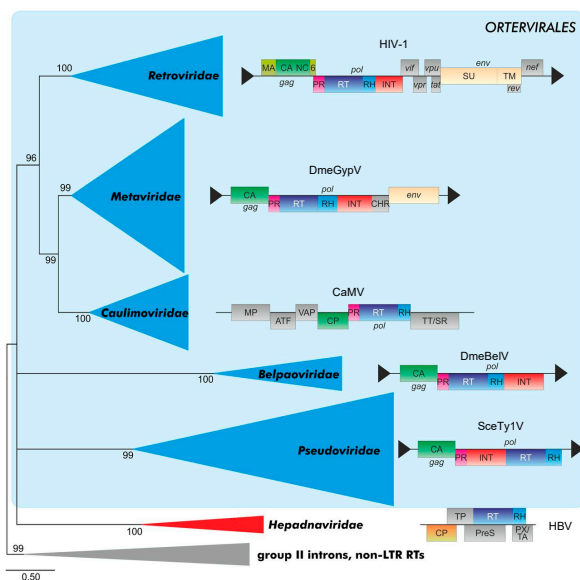 ORTERVIRALES
HIV-1
100
Retroviridae
MA CA NC 6
gag
pol
PR RT RH INT
vif
vpr
vpu
tat
env
SU TM
rev
nef
96
DmeGypV
99
Metaviridae
CA
gag
pol
PR RT RH INT CHR
env
99
CaMV
100
Caulimoviridae
MP
ATF
VAP
CP
PR RT RH
pol
TT/SR
DmeBelV
100
Belpaoviridae
CA
gag
pol
PR RT RH INT
SceTy1V
99
Pseudoviridae
CA
gag
pol
PR INT RT RH
100
Hepadnaviridae
TP RT RH
CP PreS PX/
TA
HBV
99
group II introns, non-LTR RTs
0.50